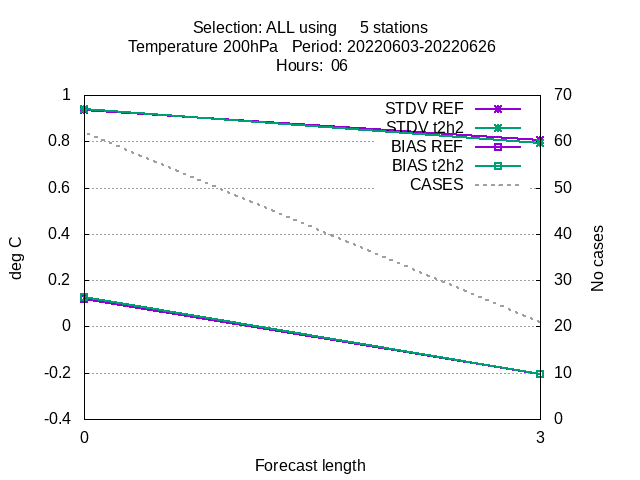 Selection: ALL using     5 stations
Temperature 200hPa   Period: 20220603-20220626
Hours:  06
1
0.8
0.6
0.4
0.2
0
-0.2
-0.4
70
60
50
40
30
20
10
0
deg C
No cases
STDV REF
STDV t2h2
BIAS REF
BIAS t2h2
CASES
0
3
Forecast length